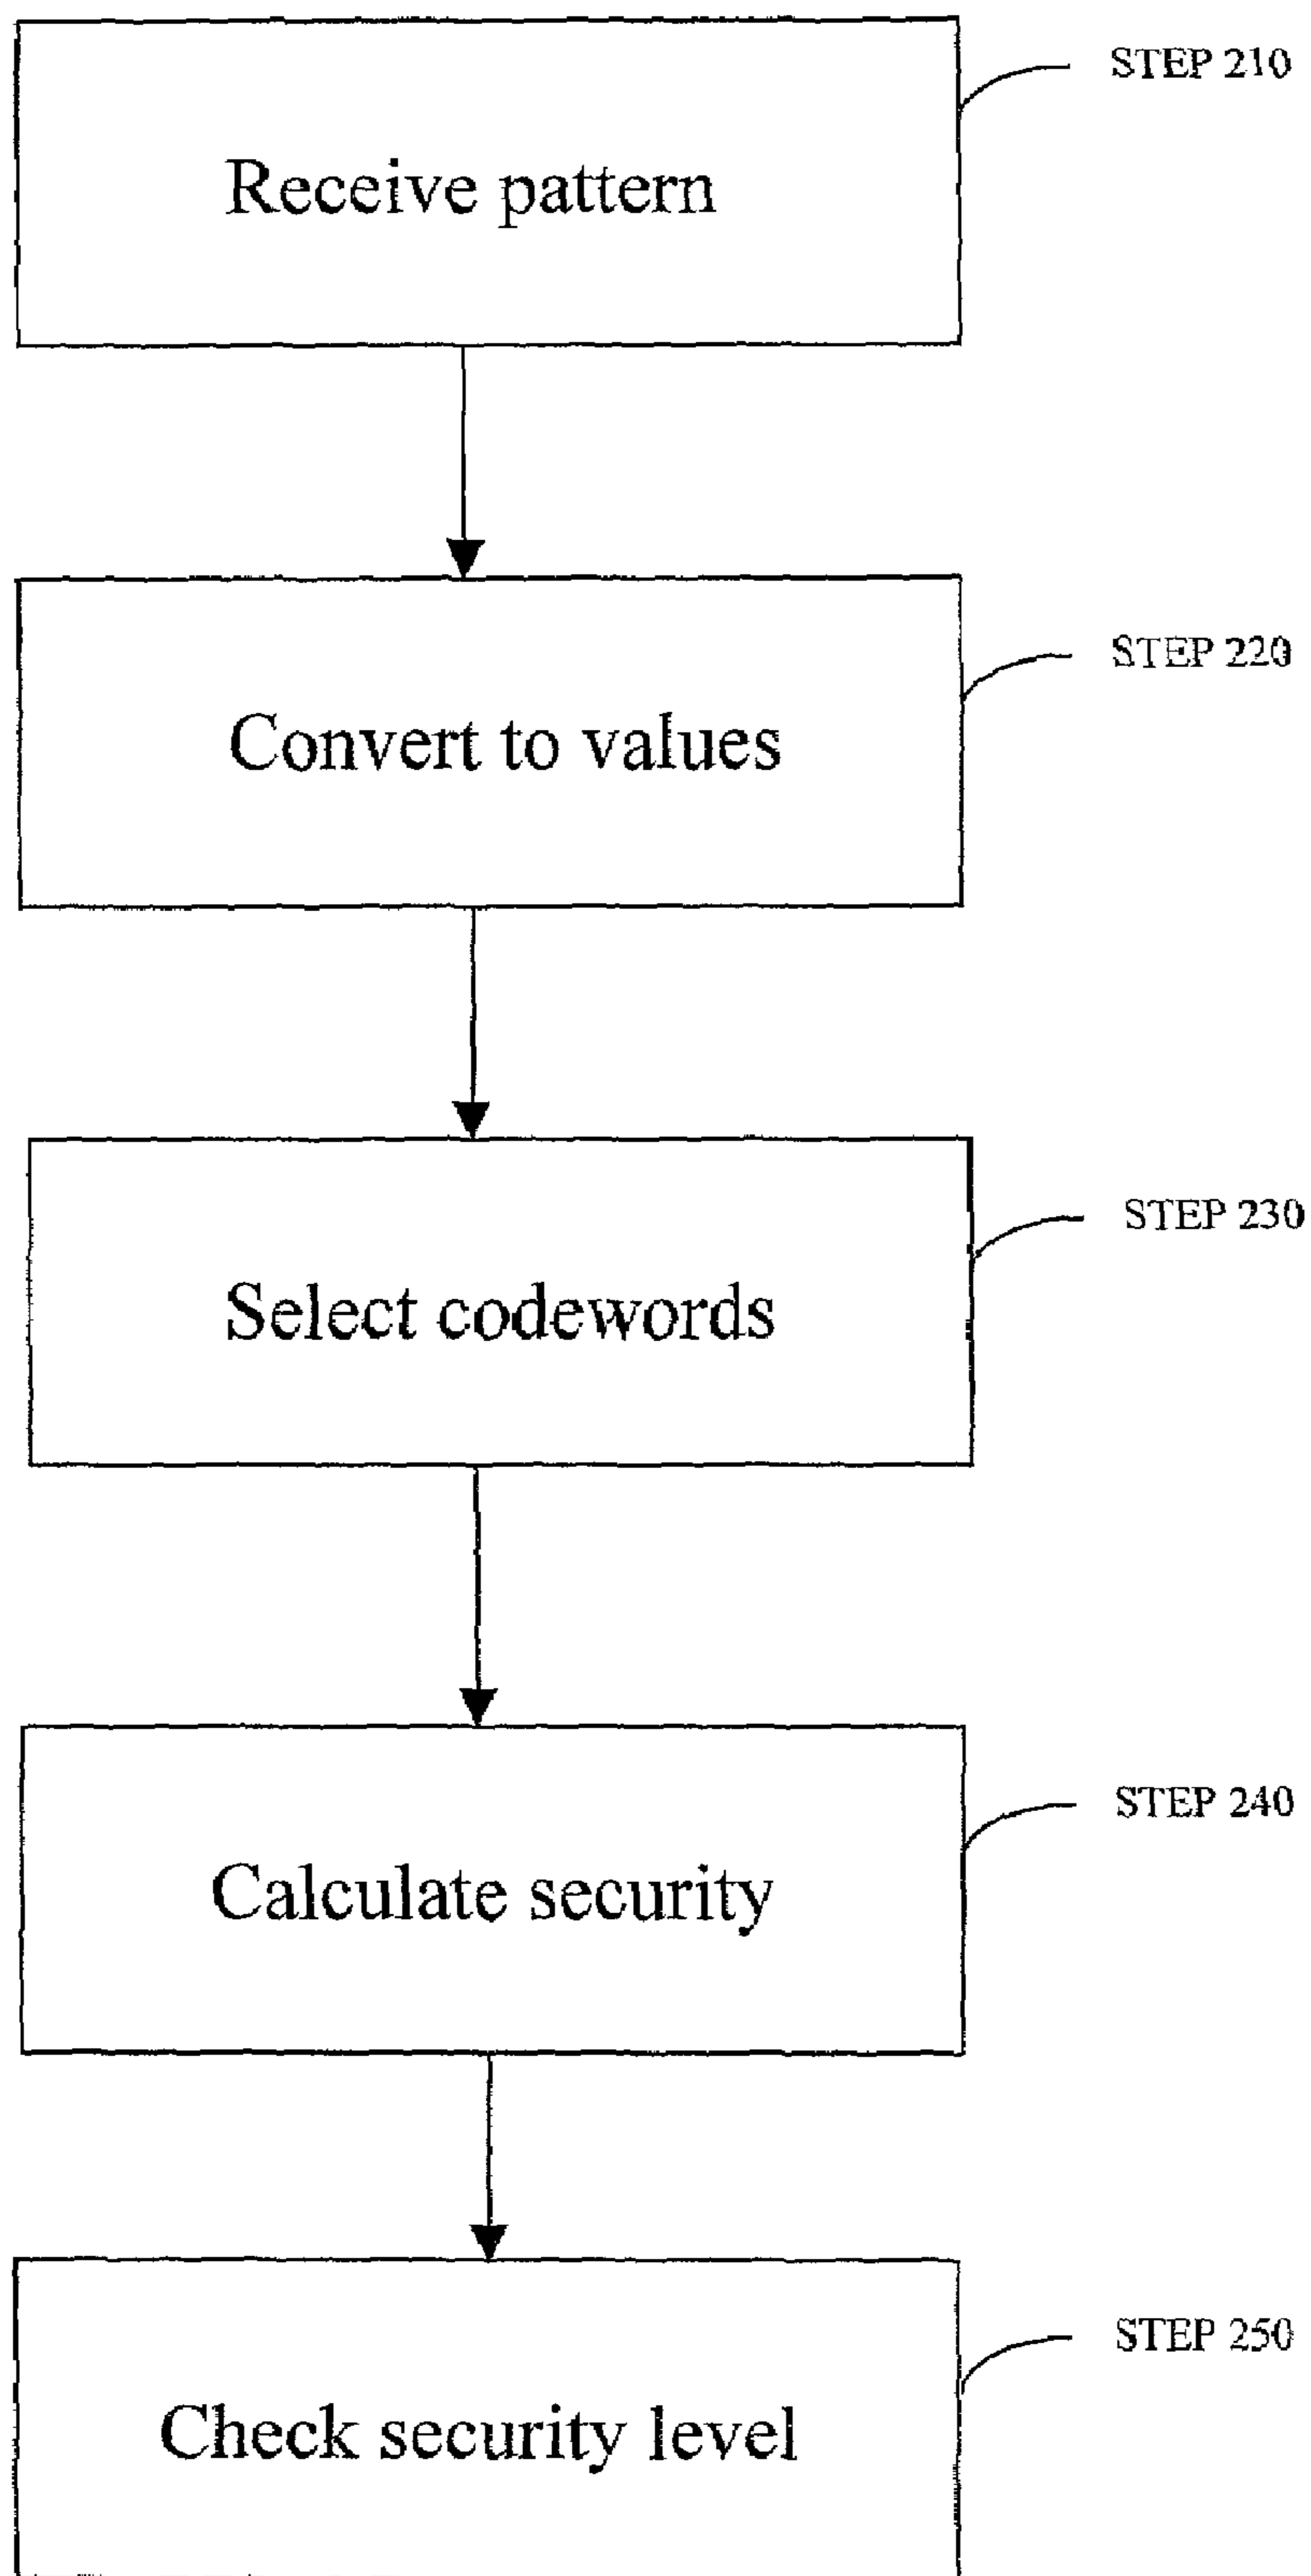 STEP 210
Receive pattern
STEP 220
Convert to values
STEP 230
Select codewords
STEP 240
Calculate security
STEP 250
Check security level